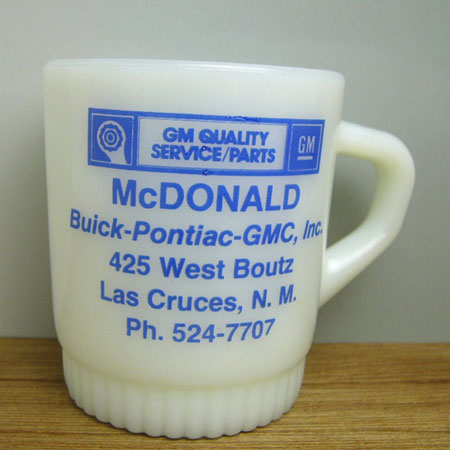 GM QUALITY
SERVICE/PARTS
GM
McDONALD
Buick-Pontiac-GMC, Inc.
425 West Boutz
Las Cruces, N. M.
Ph. 524-7707